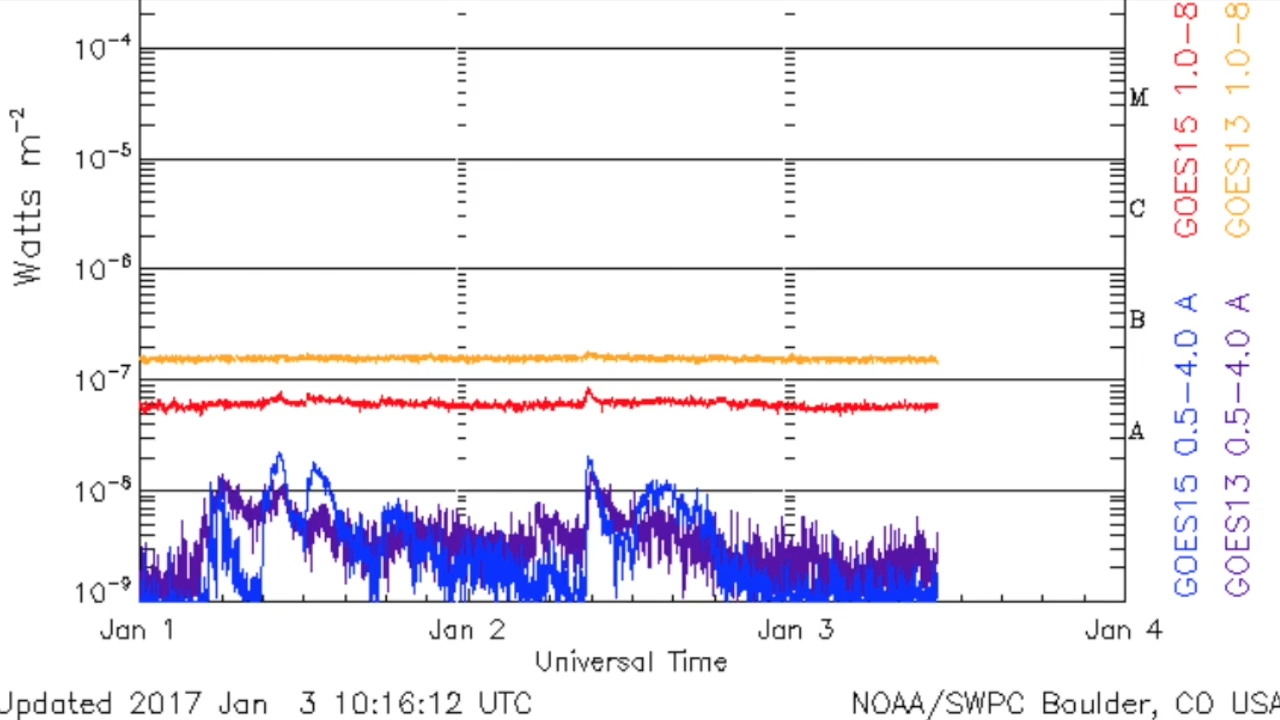 10⁻⁴
10⁻⁵
10⁻⁶
10⁻⁷
10⁻⁸
10⁻⁹
Watts m⁻²
M
C
B
A
GOES15 1.0-8
GOES13 1.0-8
GOES15 0.5-4.0 A
GOES13 0.5-4.0 A
Jan 1 Jan 2 Jan 3 Jan 4
Universal Time
Updated 2017 Jan 3 10:16:12 UTC
NOAA/SWPC Boulder, CO USA